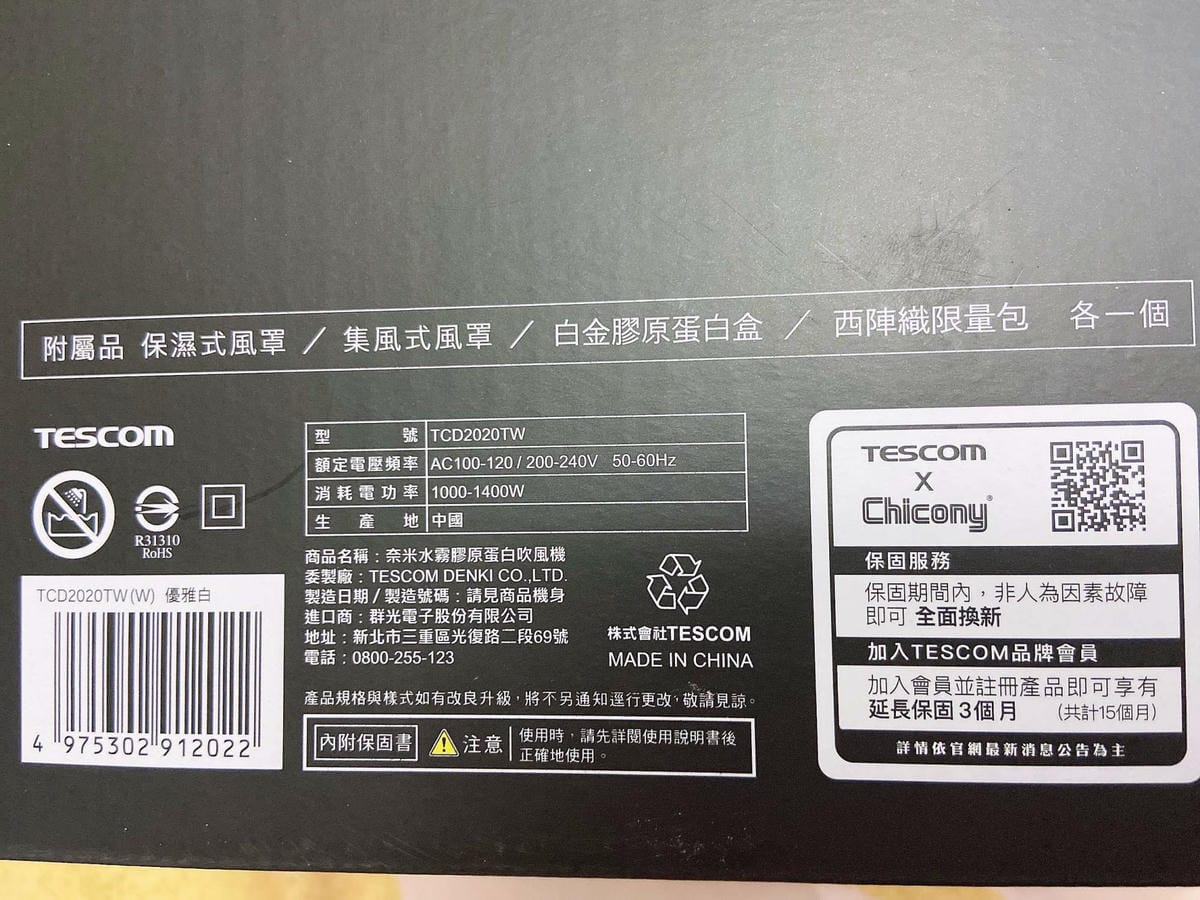 附屬品 保濕式風罩 / 集風式風罩 / 白金膠原蛋白盒 / 西陣織限量包 各一個
TESCOM
R31310
RoHS
TCD2020TW(W) 優雅白
4 975302 912022
型號 TCD2020TW
額定電壓頻率 AC100-120 / 200-240V 50-60Hz
消耗電功率 1000-1400W
生產地 中國
商品名稱：奈米水霧膠原蛋白吹風機
委製廠：TESCOM DENKI CO.,LTD.
製造日期 / 製造號碼：請見商品機身
進口商：群光電子股份有限公司
地址：新北市三重區光復路二段69號
電話：0800-255-123
株式會社TESCOM
MADE IN CHINA
產品規格與樣式如有改良升級，將不另通知逕行更改，敬請見諒。
內附保固書
注意
使用時，請先詳閱使用說明書後
正確地使用。
TESCOM
X
Chicony®
保固服務
保固期間內，非人為因素故障
即可 全面換新
加入TESCOM品牌會員
加入會員並註冊產品即可享有
延長保固3個月 (共計15個月)
詳情依官網最新消息公告為主